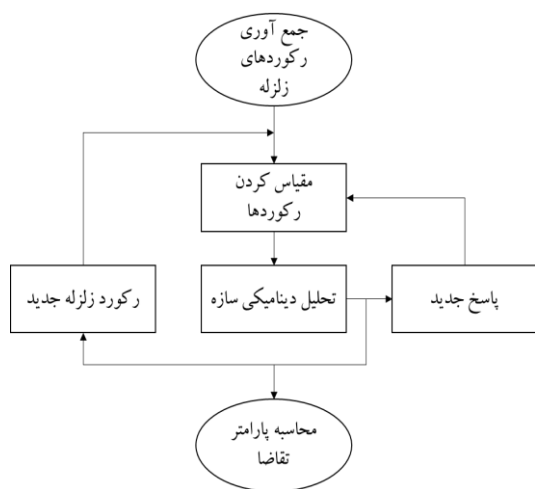 جمع آوری
رکوردهای
زلزله
مقیاس کردن
رکوردها
رکورد زلزله جدید
تحلیل دینامیکی سازه
پاسخ جدید
محاسبه پارامتر
تقاضا